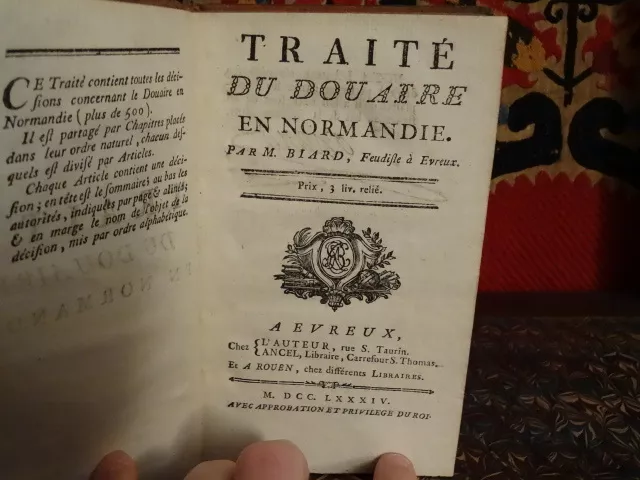 CE Traité contient toutes les déci-
sions concernant le Douaire en
Normandie (plus de 500).
Il est partagé par Chapitres placés
dans leur ordre naturel, chacun des-
quels est divisé par Articles.
Chaque Article contient une déci-
sion; en tête est le sommaire; au bas les
autorités, indiquées par page & alinéa;
& en marge le nom de l'objet de la
décision, mis par ordre alphabétique.
TRAITÉ
DU DOUAIRE
EN NORMANDIE.
PAR M. BIARD, Feudiste à Evreux.
Prix, 3 liv. relié.
A EVREUX,
Chez { L'AUTEUR, rue S. Taurin.
ANCEL, Libraire, Carrefour S. Thomas.
Et A ROUEN, chez différens LIBRAIRES.
M. DCC. LXXXIV.
AVEC APPROBATION ET PRIVILEGE DU ROI.